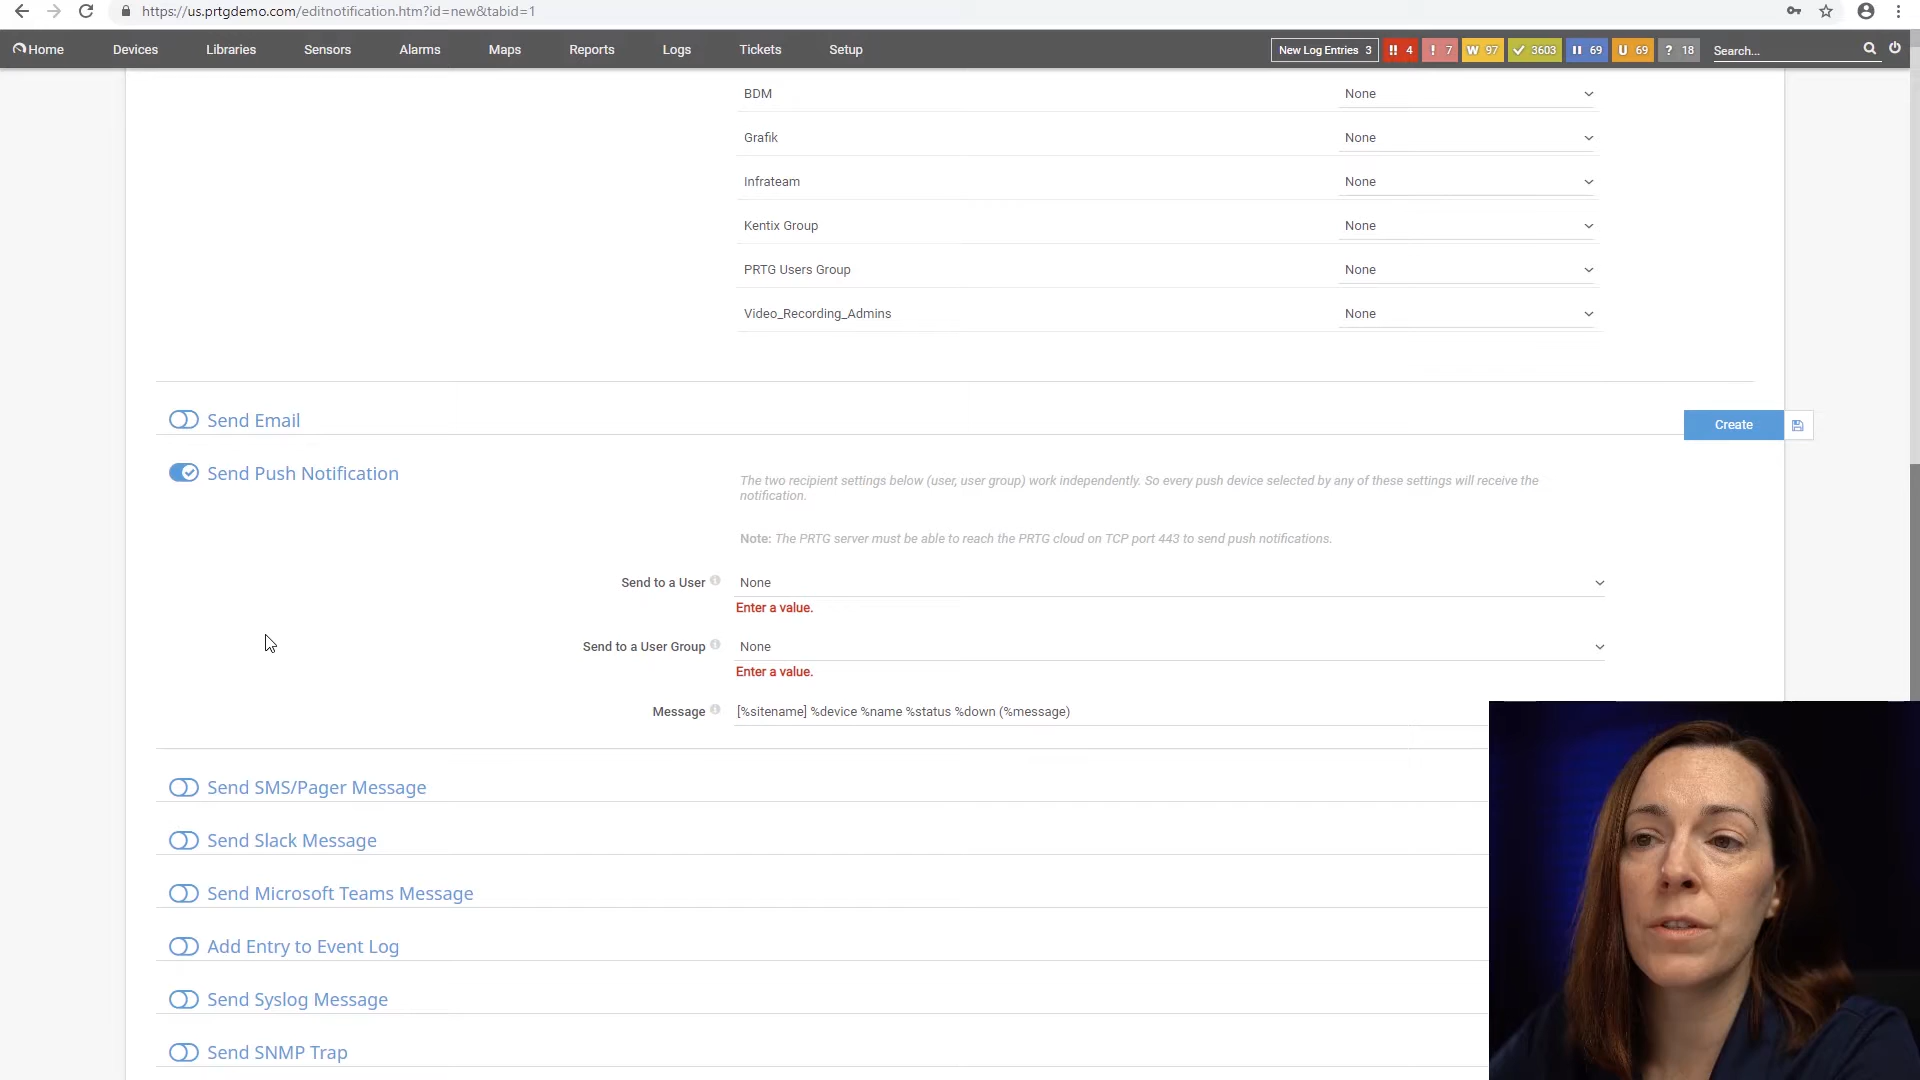 https://us.prtgdemo.com/editnotification.htm?id=new&tabid=1
Home Devices Libraries Sensors Alarms Maps Reports Logs Tickets Setup New Log Entries 3 !! 4 ! 7 W 97 3603 69 U 69 ? 18 Search...
BDM None
Grafik None
Infrateam None
Kentix Group None
PRTG Users Group None
Video_Recording_Admins None
Send Email
Create
Send Push Notification
The two recipient settings below (user, user group) work independently. So every push device selected by any of these settings will receive the
notification.
Note: The PRTG server must be able to reach the PRTG cloud on TCP port 443 to send push notifications.
Send to a User None
Enter a value.
Send to a User Group None
Enter a value.
Message [%sitename] %device %name %status %down (%message)
Send SMS/Pager Message
Send Slack Message
Send Microsoft Teams Message
Add Entry to Event Log
Send Syslog Message
Send SNMP Trap